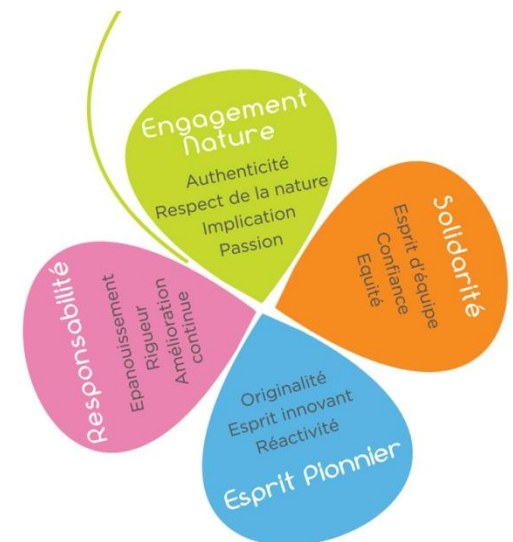 Engagement
Nature
Authenticité
Respect de la nature
Implication
Passion
Solidarité
Esprit d'équipe
Confiance
Equité
Responsabilité
Epanouissement
Rigueur
Amélioration
continue
Originalité
Esprit innovant
Réactivité
Esprit Pionnier